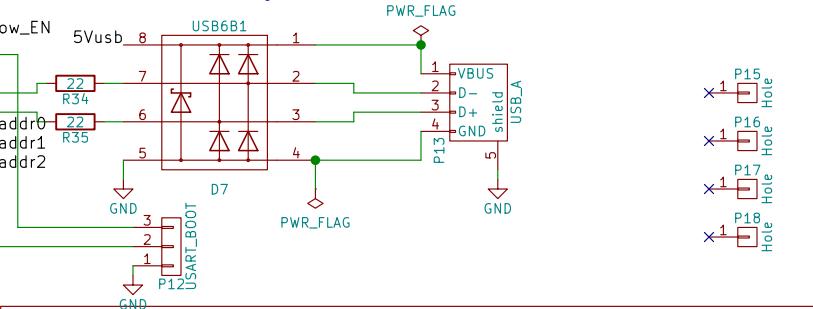 PWR_FLAG
ow_EN
USB6B1
5Vusb
8
1
7
2
6
3
5
4
22
R34
22
R35
addr0
addr1
addr2
D7
GND
PWR_FLAG
1
VBUS
2
D-
3
D+
4
GND
shield
USB_A
P13
5
GND
P15
1
Hole
P16
1
Hole
P17
1
Hole
P18
1
Hole
3
2
1
USART_BOOT
P12
GND